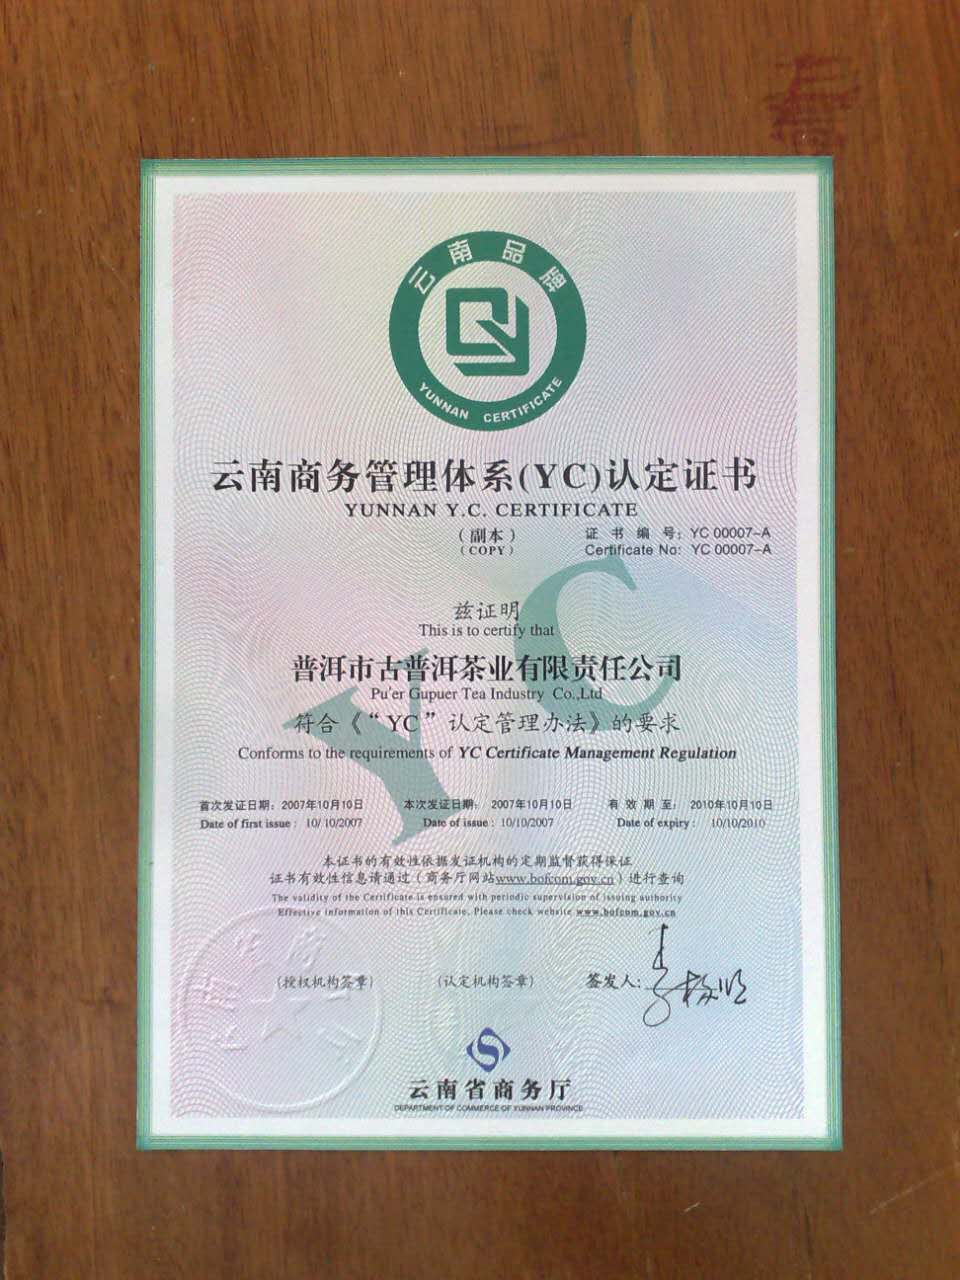 云南品牌
YUNNAN CERTIFICATE
云南商务管理体系(YC)认定证书
YUNNAN Y.C. CERTIFICATE
(副本)
(COPY)
证书编号: YC 00007-A
Certificate No: YC 00007-A
兹证明
This is to certify that
普洱市古普洱茶业有限责任公司
Pu'er Gupuer Tea Industry Co.,Ltd
符合《“YC”认定管理办法》的要求
Conforms to the requirements of YC Certificate Management Regulation
YC
首次发证日期: 2007年10月10日 本次发证日期: 2007年10月10日 有效期至: 2010年10月10日
Date of first issue : 10/10/2007 Date of issue : 10/10/2007 Date of expiry : 10/10/2010
本证书的有效性依据发证机构的定期监督获得保证
证书有效性信息请通过(商务厅网站www.bofcom.gov.cn)进行查询
The validity of the Certificate is ensured with periodic supervision of issuing authority
Effective information of this Certificate, Please check website www.bofcom.gov.cn
(授权机构签章) (认定机构签章) 签发人:
云南省商务厅
DEPARTMENT OF COMMERCE OF YUNNAN PROVINCE